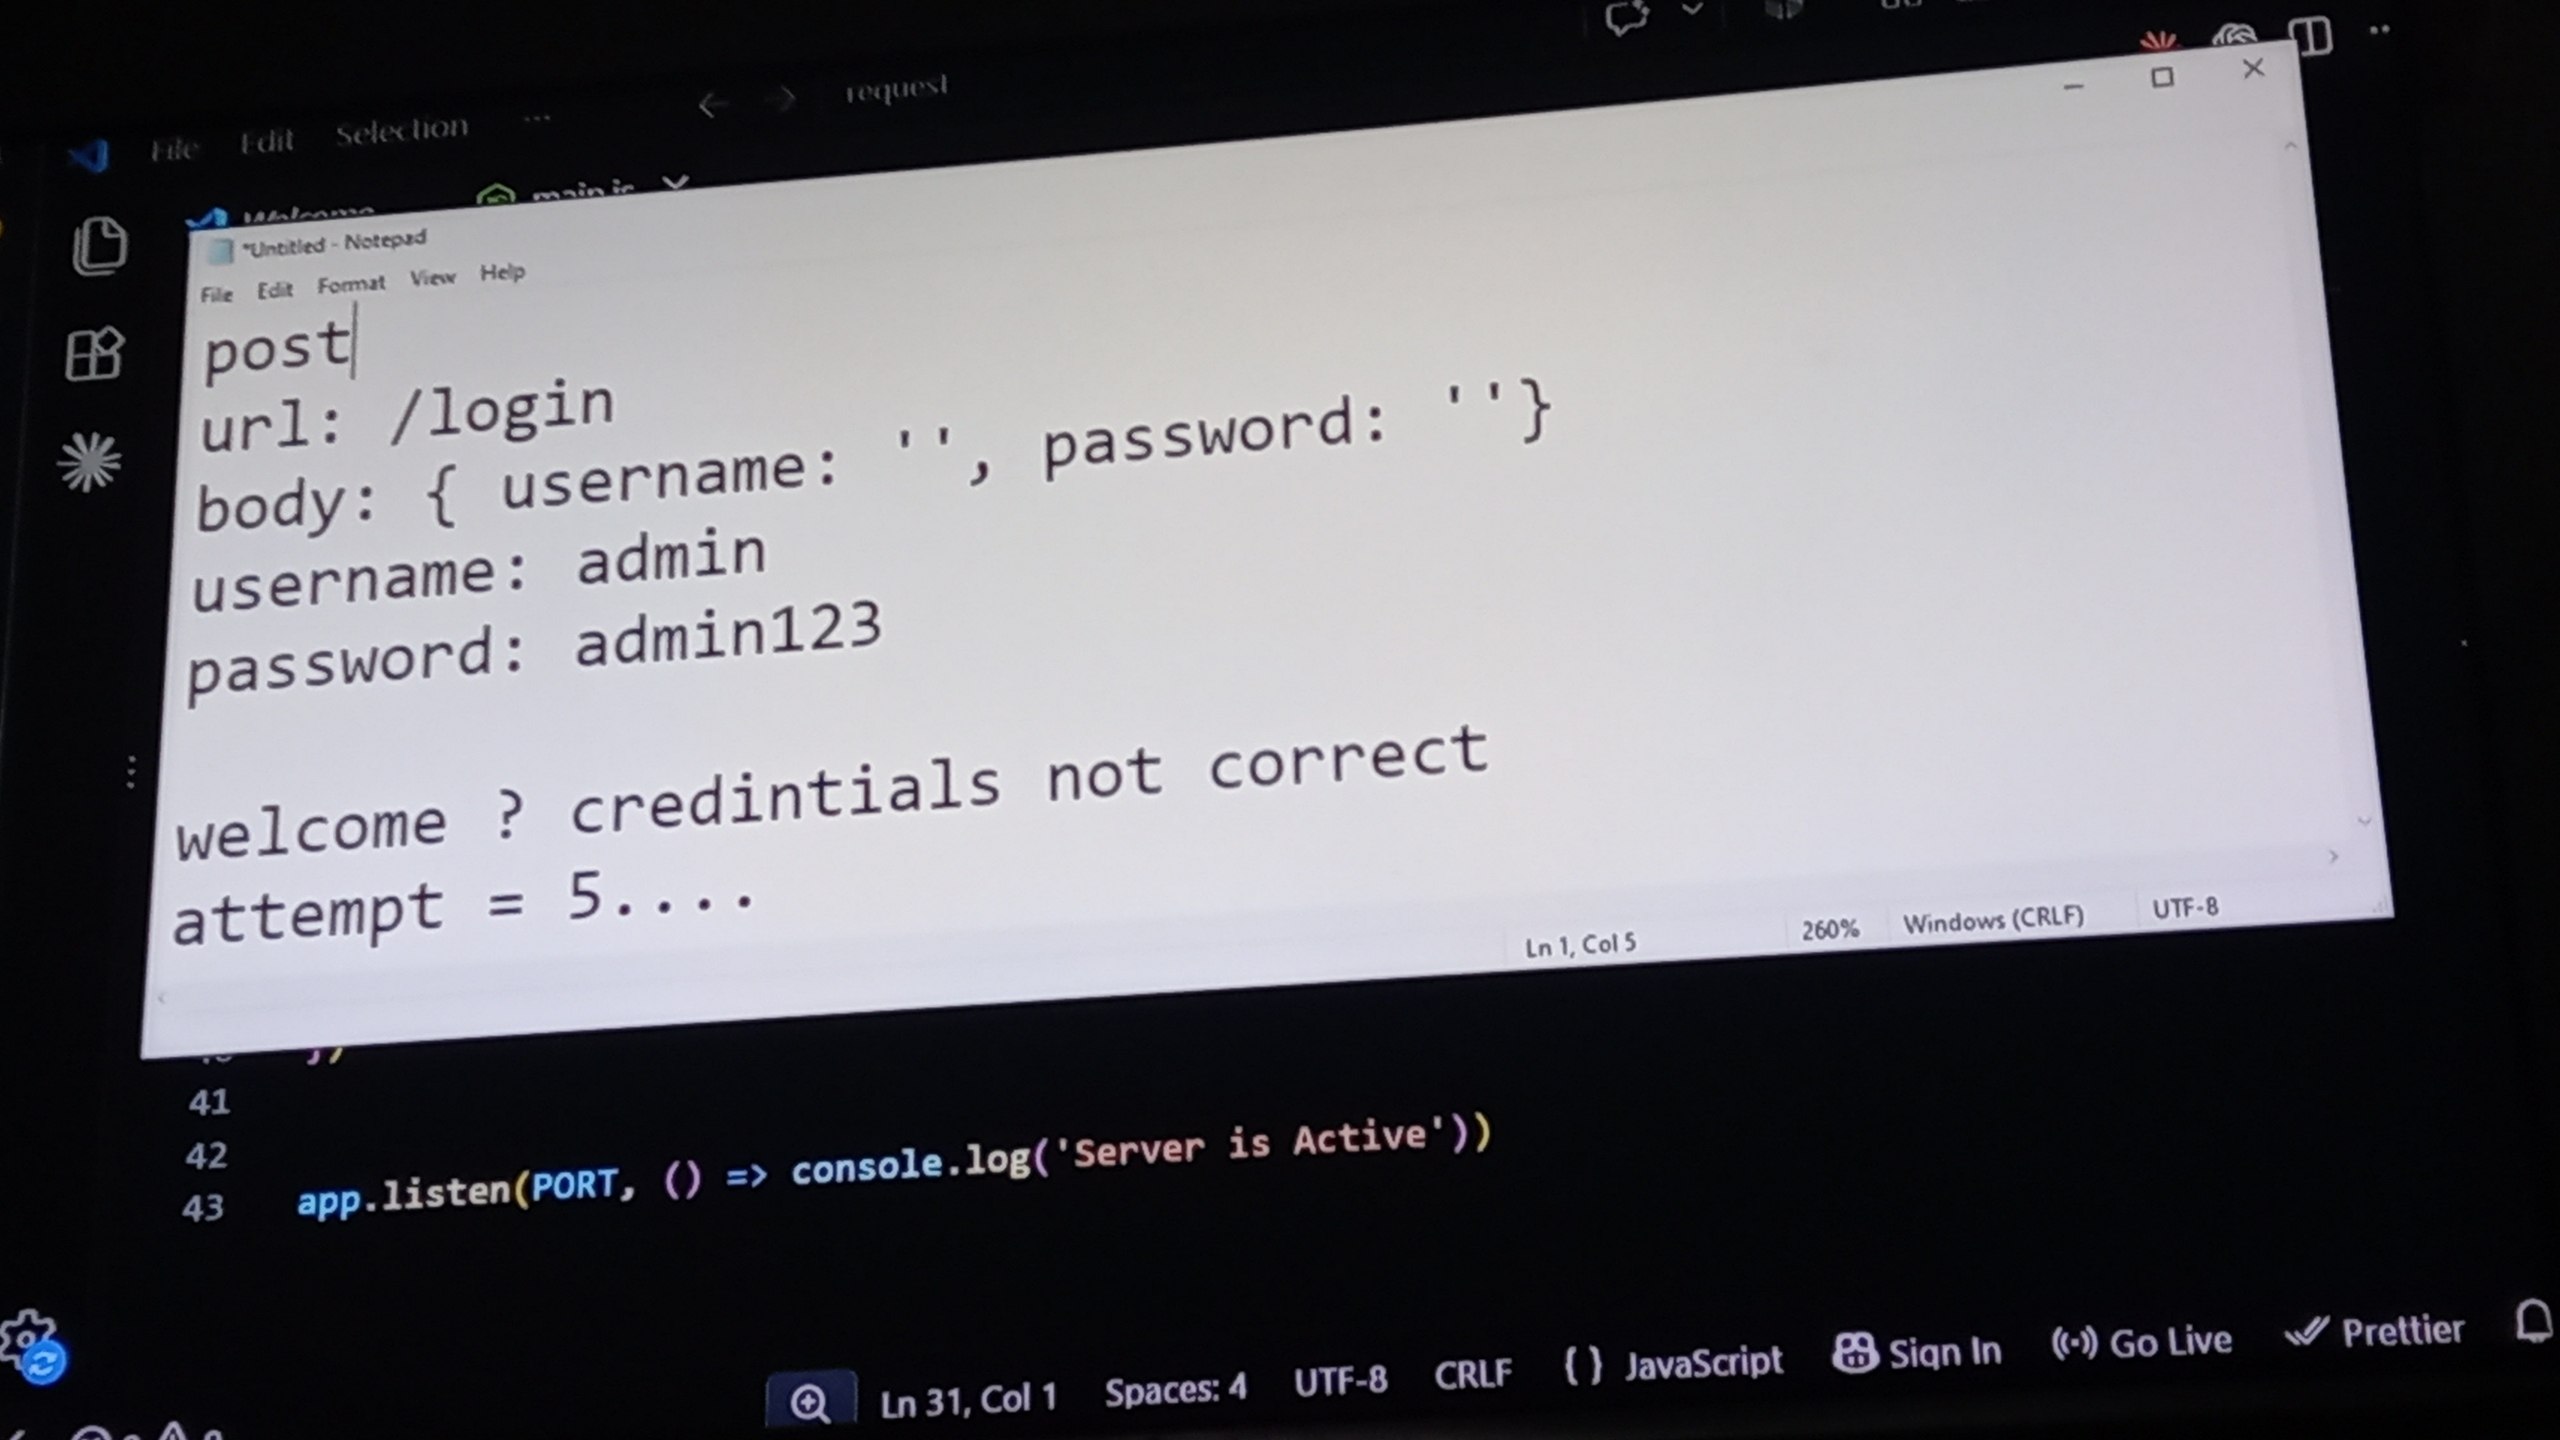 request
File Edit Selection ...
Welcome main.js
*Untitled - Notepad
File Edit Format View Help
post
url: /login
body: { username: '', password: ''}
username: admin
password: admin123
welcome ? credintials not correct
attempt = 5....
Ln 1, Col 5 260% Windows (CRLF) UTF-8
41
42
43 app.listen(PORT, () => console.log('Server is Active'))
Ln 31, Col 1 Spaces: 4 UTF-8 CRLF {} JavaScript Sign In Go Live Prettier